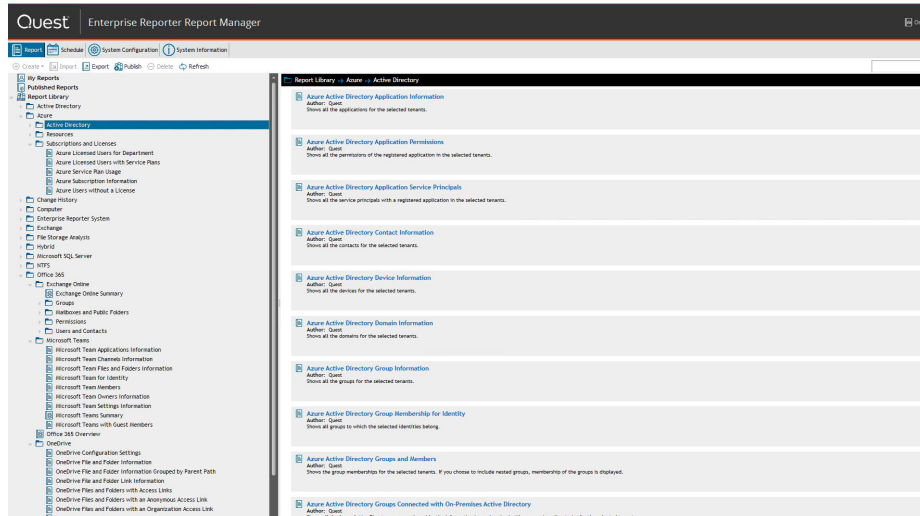 Quest Enterprise Reporter Report Manager
Report Schedule System Configuration System Information
Create Import Export Publish Delete Refresh
My Reports
Published Reports
Report Library
Active Directory
Azure
Active Directory
Resources
Subscriptions and Licenses
Azure Licensed Users for Department
Azure Licensed Users with Service Plans
Azure Service Plan Usage
Azure Subscription Information
Azure Users without a License
Change History
Computer
Enterprise Reporter System
Exchange
File Storage Analysis
Hybrid
Microsoft SQL Server
NTFS
Office 365
Exchange Online
Exchange Online Summary
Groups
Mailboxes and Public Folders
Permissions
Users and Contacts
Microsoft Teams
Microsoft Team Applications Information
Microsoft Team Channels Information
Microsoft Team Files and Folders Information
Microsoft Team for Identity
Microsoft Team Members
Microsoft Team Owners Information
Microsoft Team Settings Information
Microsoft Teams Summary
Microsoft Teams with Guest Members
Office 365 Overview
OneDrive
OneDrive Configuration Settings
OneDrive File and Folder Information
OneDrive File and Folder Information Grouped by Parent Path
OneDrive File and Folder Link Information
OneDrive Files and Folders with Access Links
OneDrive Files and Folders with an Anonymous Access Link
OneDrive Files and Folders with an Organization Access Link
Report Library → Azure → Active Directory
Azure Active Directory Application Information
Author: Quest
Shows all the applications for the selected tenants.
Azure Active Directory Application Permissions
Author: Quest
Shows all the permissions of the registered application in the selected tenants.
Azure Active Directory Application Service Principals
Author: Quest
Shows all the service principals with a registered application in the selected tenants.
Azure Active Directory Contact Information
Author: Quest
Shows all the contacts for the selected tenants.
Azure Active Directory Device Information
Author: Quest
Shows all the devices for the selected tenants.
Azure Active Directory Domain Information
Author: Quest
Shows all the domains for the selected tenants.
Azure Active Directory Group Information
Author: Quest
Shows all the groups for the selected tenants.
Azure Active Directory Group Membership for Identity
Author: Quest
Shows all groups to which the selected identities belong.
Azure Active Directory Groups and Members
Author: Quest
Shows the group memberships for the selected tenants. If you choose to include nested groups, membership of the groups is displayed.
Azure Active Directory Groups Connected with On-Premises Active Directory
Author: Quest